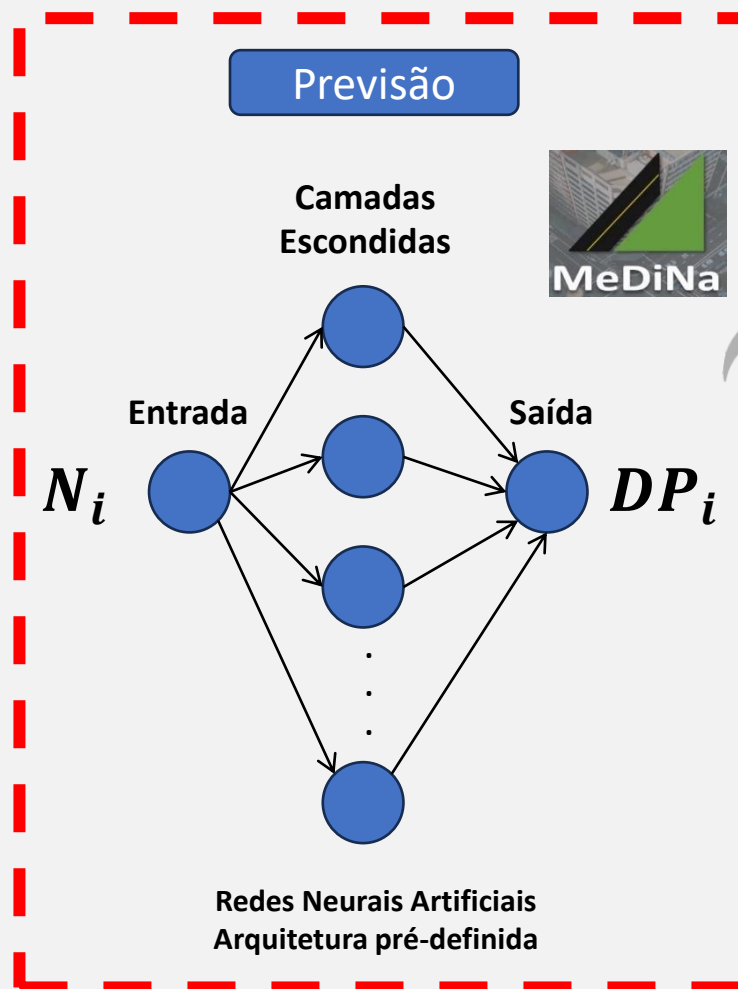 Previsão
Camadas
Escondidas
MeDiNa
Entrada
Saída
N_i
DP_i
.
.
.
Redes Neurais Artificiais
Arquitetura pré-definida